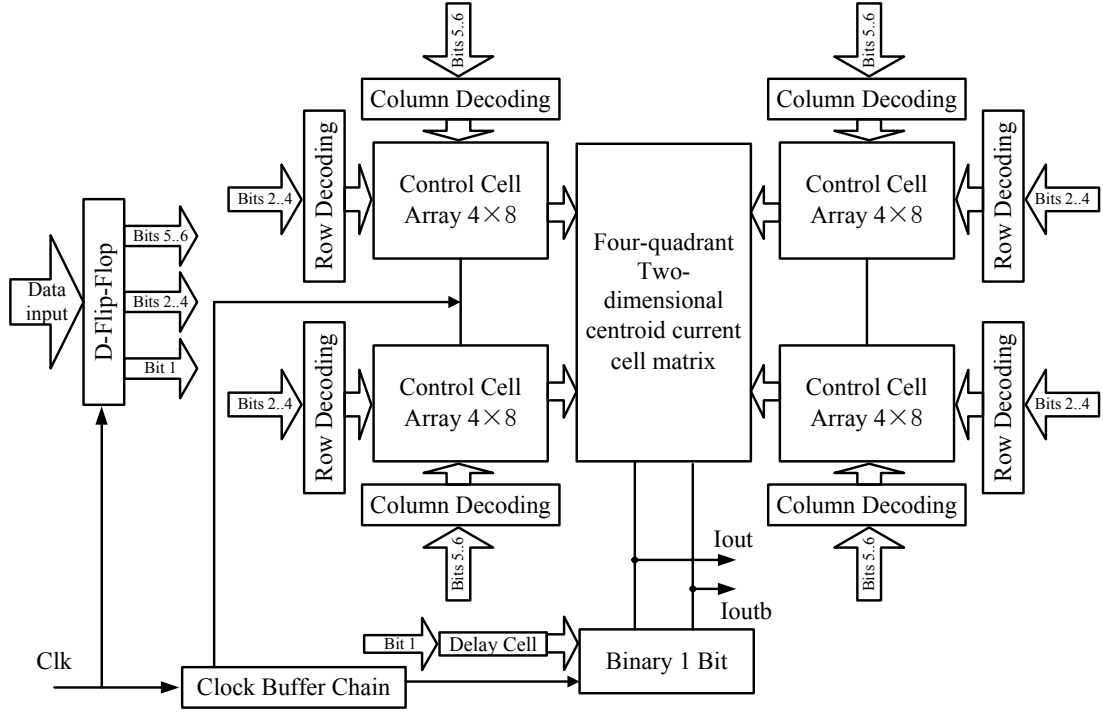 Bits 5..6
Bits 5..6
Column Decoding
Column Decoding
Bits 2..4
Row Decoding
Control Cell
Array 4×8
Four-quadrant
Two-
dimensional
centroid current
cell matrix
Control Cell
Array 4×8
Row Decoding
Bits 2..4
Data
input
D-Flip-Flop
Bits 5..6
Bits 2..4
Bit 1
Bits 2..4
Row Decoding
Control Cell
Array 4×8
Control Cell
Array 4×8
Row Decoding
Bits 2..4
Column Decoding
Column Decoding
Bits 5..6
Bits 5..6
Iout
Ioutb
Bit 1
Delay Cell
Binary 1 Bit
Clk
Clock Buffer Chain